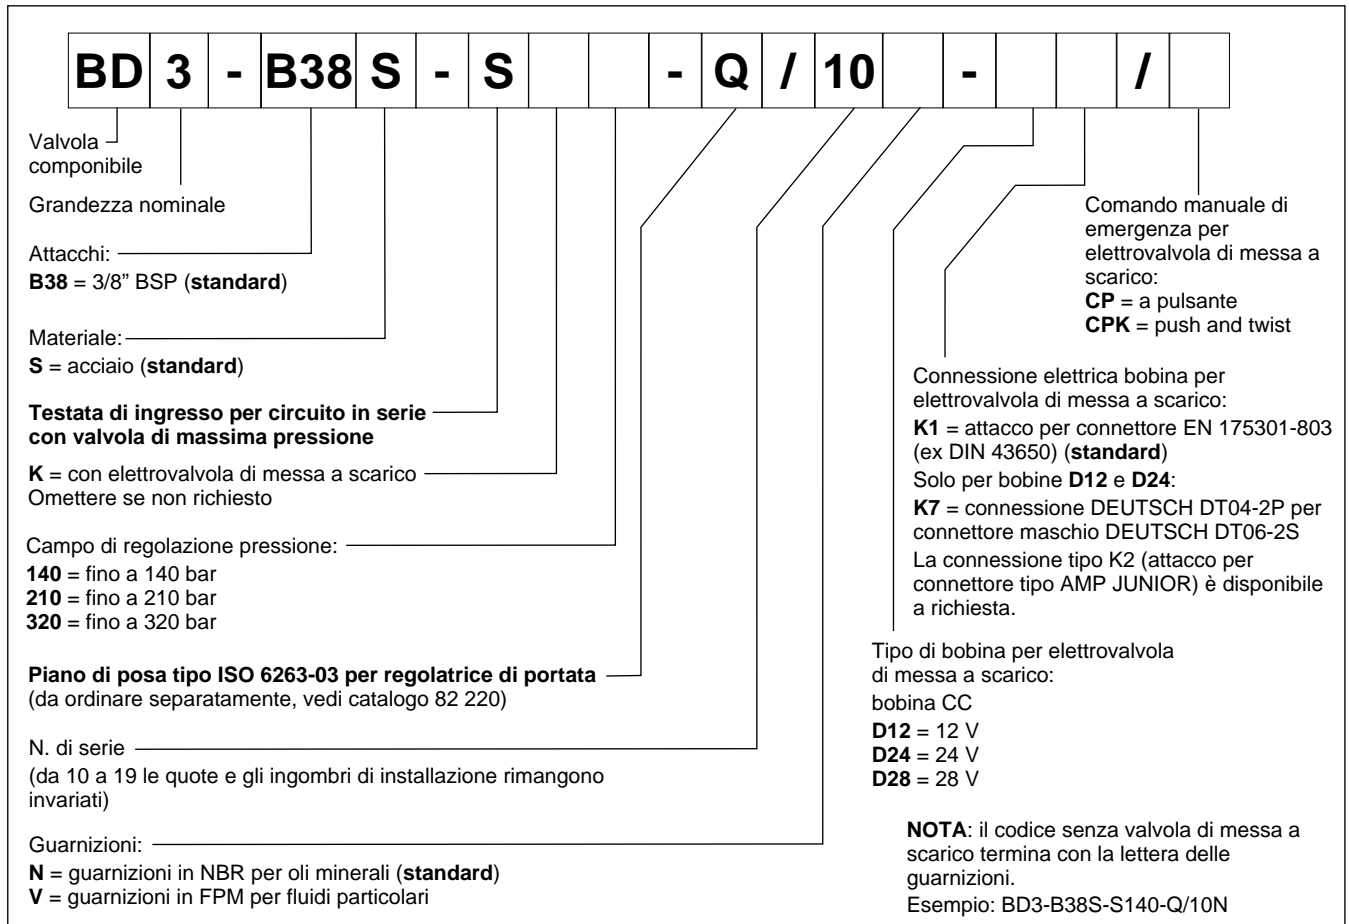 BD 3 - B38 S - S - Q / 10 - /
Valvola
componibile
Grandezza nominale
Attacchi:
B38 = 3/8” BSP (standard)
Materiale:
S = acciaio (standard)
Testata di ingresso per circuito in serie
con valvola di massima pressione
K = con elettrovalvola di messa a scarico
Omettere se non richiesto
Campo di regolazione pressione:
140 = fino a 140 bar
210 = fino a 210 bar
320 = fino a 320 bar
Piano di posa tipo ISO 6263-03 per regolatrice di portata
(da ordinare separatamente, vedi catalogo 82 220)
N. di serie
(da 10 a 19 le quote e gli ingombri di installazione rimangono
invariati)
Guarnizioni:
N = guarnizioni in NBR per oli minerali (standard)
V = guarnizioni in FPM per fluidi particolari
Comando manuale di
emergenza per
elettrovalvola di messa a
scarico:
CP = a pulsante
CPK = push and twist
Connessione elettrica bobina per
elettrovalvola di messa a scarico:
K1 = attacco per connettore EN 175301-803
(ex DIN 43650) (standard)
Solo per bobine D12 e D24:
K7 = connessione DEUTSCH DT04-2P per
connettore maschio DEUTSCH DT06-2S
La connessione tipo K2 (attacco per
connettore tipo AMP JUNIOR) è disponibile
a richiesta.
Tipo di bobina per elettrovalvola
di messa a scarico:
bobina CC
D12 = 12 V
D24 = 24 V
D28 = 28 V
NOTA: il codice senza valvola di messa a
scarico termina con la lettera delle
guarnizioni.
Esempio: BD3-B38S-S140-Q/10N